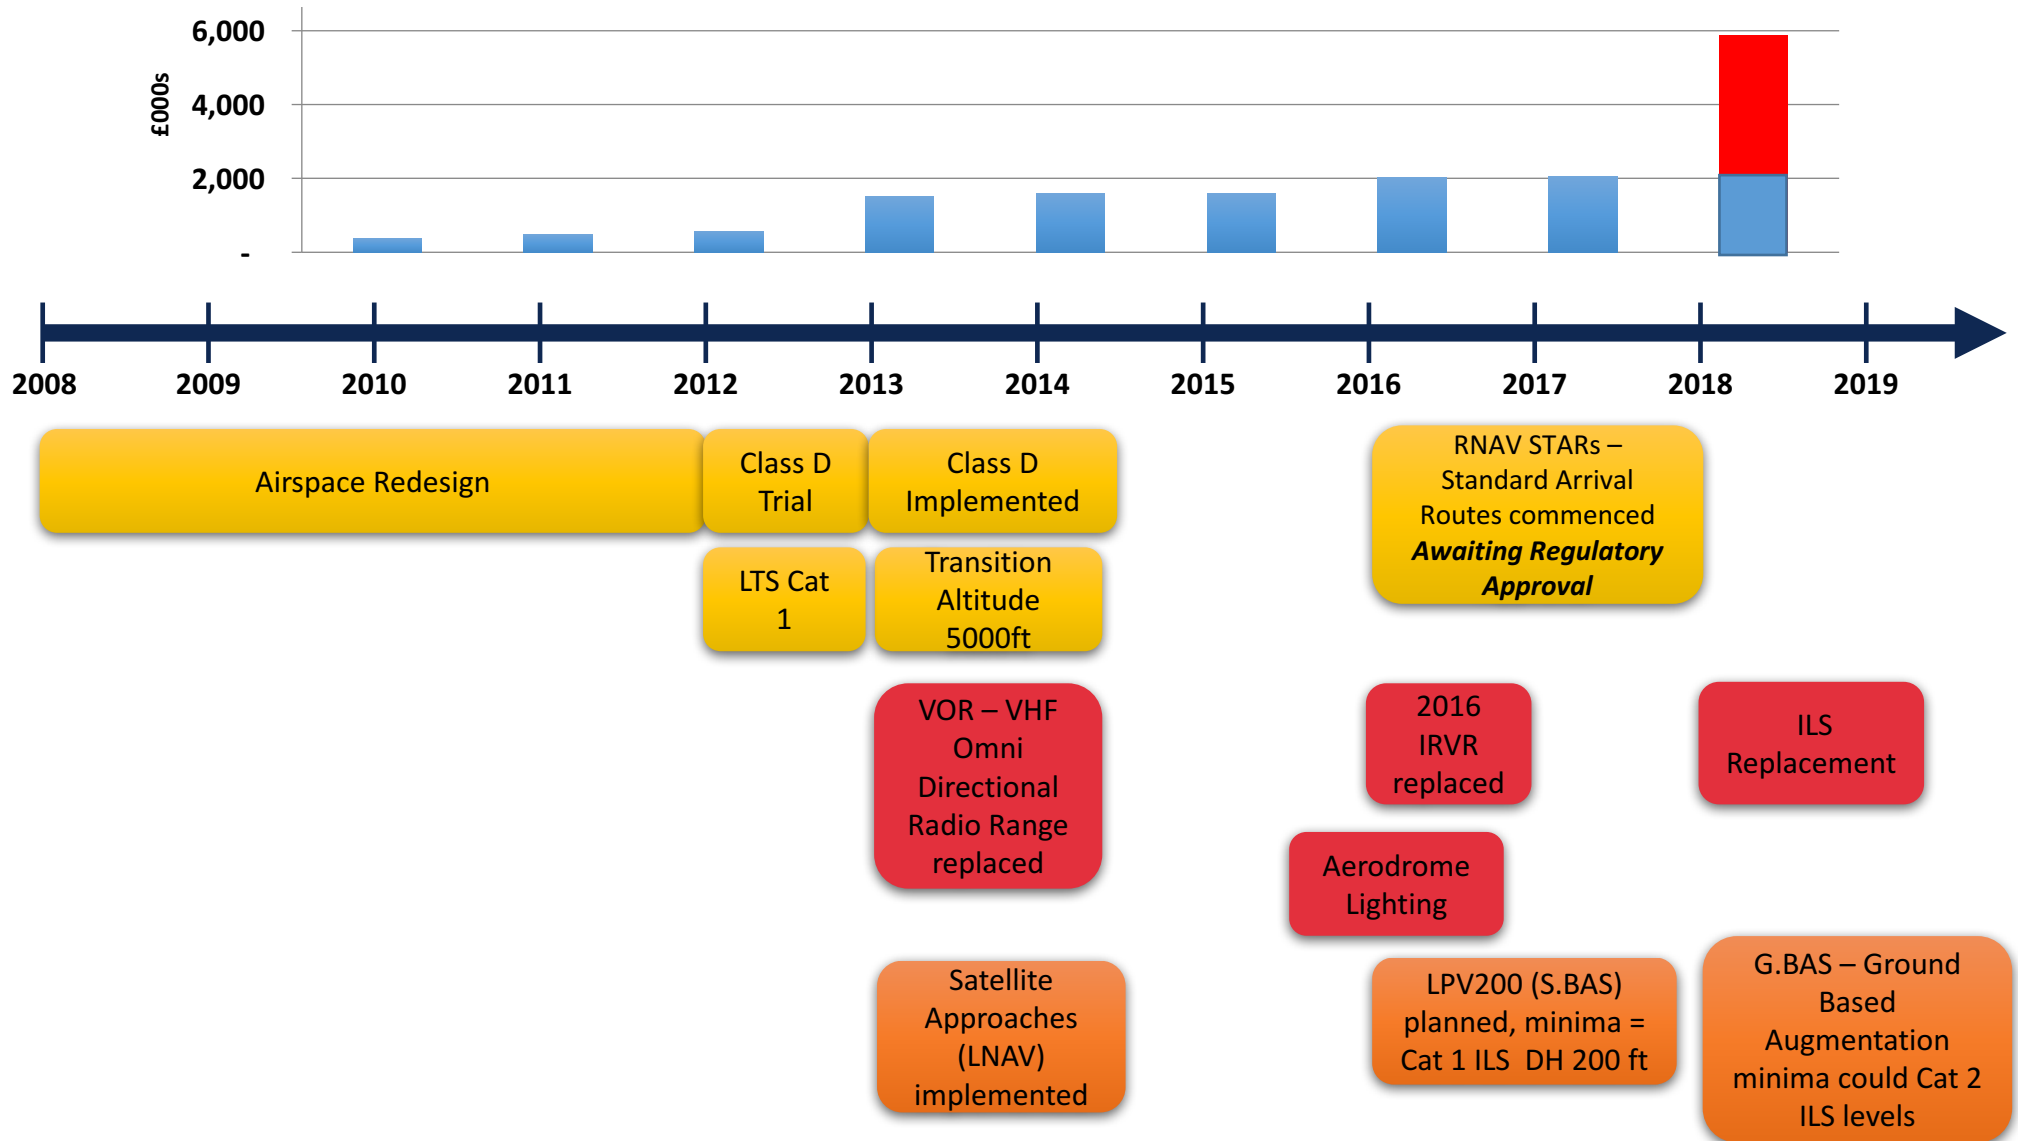 6,000
4,000
2,000
-
£000s
2008 2009 2010 2011 2012 2013 2014 2015 2016 2017 2018 2019
Airspace Redesign
Class D
Trial
Class D
Implemented
RNAV STARs –
Standard Arrival
Routes commenced
Awaiting Regulatory
Approval
LTS Cat
1
Transition
Altitude
5000ft
VOR – VHF
Omni
Directional
Radio Range
replaced
2016
IRVR
replaced
ILS
Replacement
Aerodrome
Lighting
Satellite
Approaches
(LNAV)
implemented
LPV200 (S.BAS)
planned, minima =
Cat 1 ILS  DH 200 ft
G.BAS – Ground
Based
Augmentation
minima could Cat 2
ILS levels